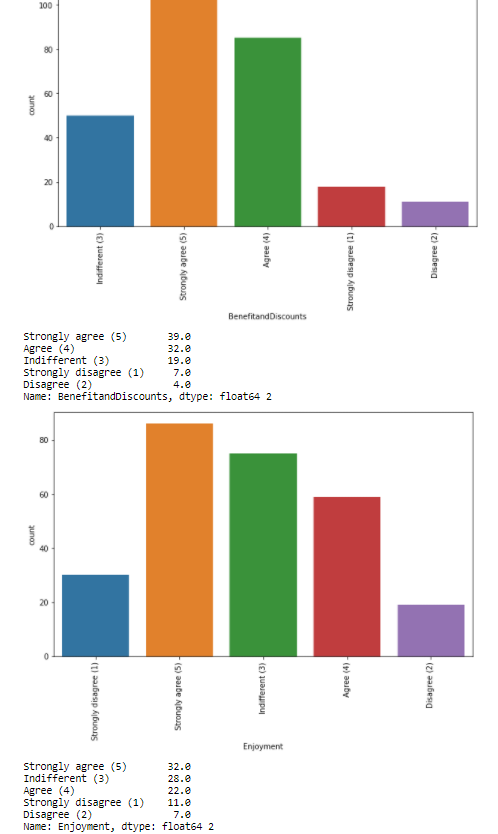 100
80
60
40
20
0
count
Indifferent (3)
Strongly agree (5)
Agree (4)
Strongly disagree (1)
Disagree (2)
BenefitandDiscounts
Strongly agree (5) 39.0
Agree (4) 32.0
Indifferent (3) 19.0
Strongly disagree (1) 7.0
Disagree (2) 4.0
Name: BenefitandDiscounts, dtype: float64 2
80
60
40
20
0
count
Strongly disagree (1)
Strongly agree (5)
Indifferent (3)
Agree (4)
Disagree (2)
Enjoyment
Strongly agree (5) 32.0
Indifferent (3) 28.0
Agree (4) 22.0
Strongly disagree (1) 11.0
Disagree (2) 7.0
Name: Enjoyment, dtype: float64 2